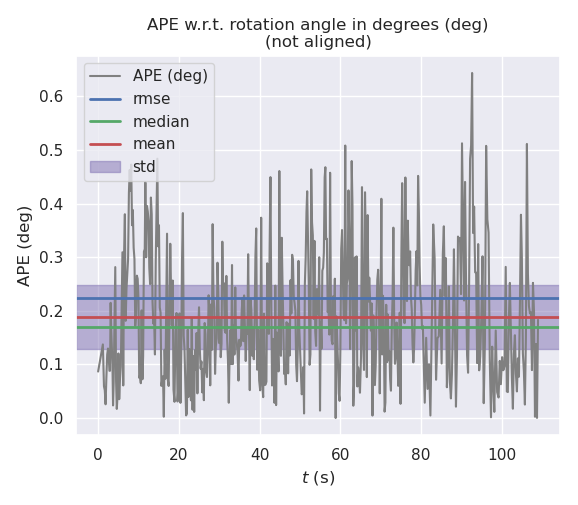 APE w.r.t. rotation angle in degrees (deg)
(not aligned)
APE (deg)
rmse
median
mean
std
APE (deg)
0.6
0.5
0.4
0.3
0.2
0.1
0.0
0 20 40 60 80 100
t (s)